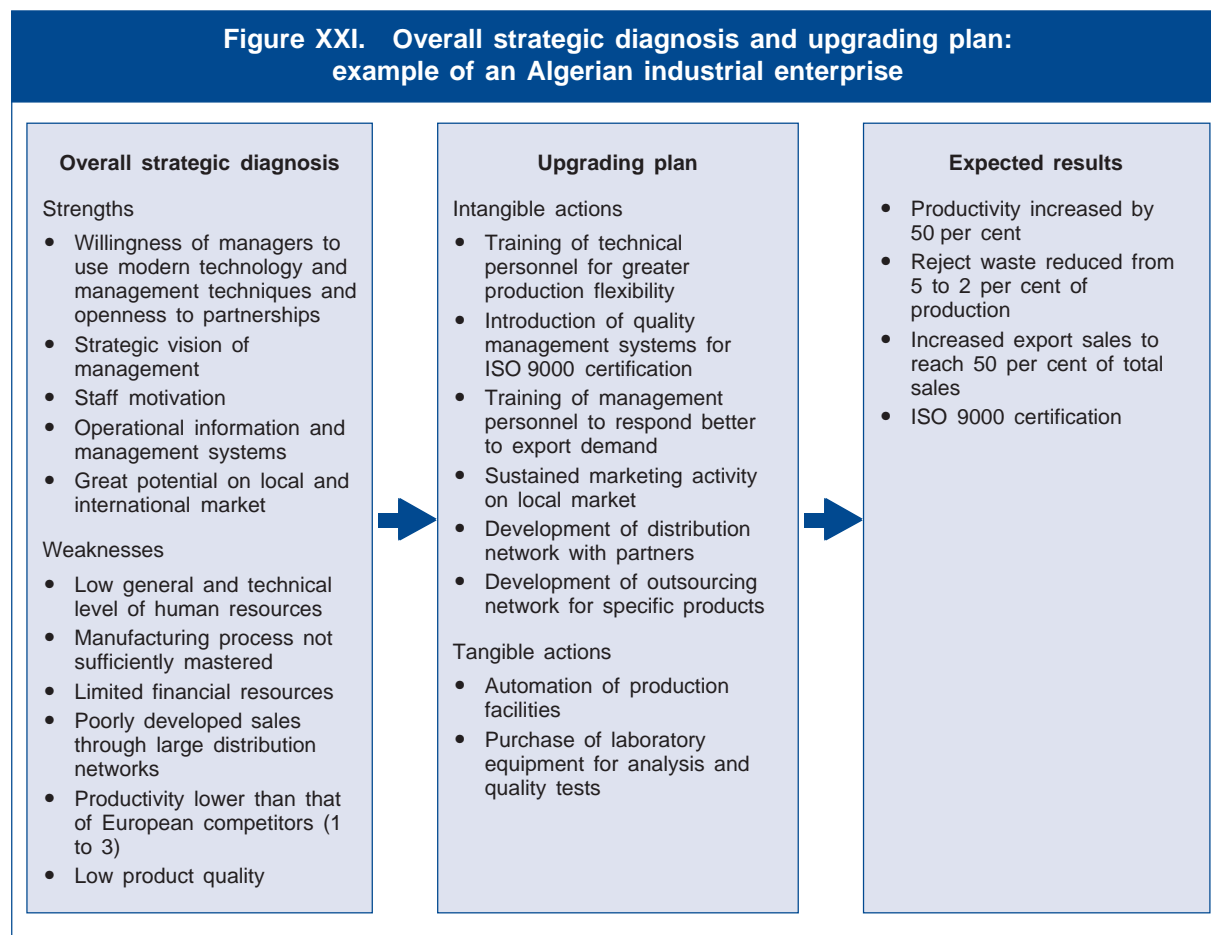 Figure XXI. Overall strategic diagnosis and upgrading plan:
example of an Algerian industrial enterprise
Overall strategic diagnosis
Strengths
• Willingness of managers to
use modern technology and
management techniques and
openness to partnerships
• Strategic vision of
management
• Staff motivation
• Operational information and
management systems
• Great potential on local and
international market
Weaknesses
• Low general and technical
level of human resources
• Manufacturing process not
sufficiently mastered
• Limited financial resources
• Poorly developed sales
through large distribution
networks
• Productivity lower than that
of European competitors (1
to 3)
• Low product quality
Upgrading plan
Intangible actions
• Training of technical
personnel for greater
production flexibility
• Introduction of quality
management systems for
ISO 9000 certification
• Training of management
personnel to respond better
to export demand
• Sustained marketing activity
on local market
• Development of distribution
network with partners
• Development of outsourcing
network for specific products
Tangible actions
• Automation of production
facilities
• Purchase of laboratory
equipment for analysis and
quality tests
Expected results
• Productivity increased by
50 per cent
• Reject waste reduced from
5 to 2 per cent of
production
• Increased export sales to
reach 50 per cent of total
sales
• ISO 9000 certification